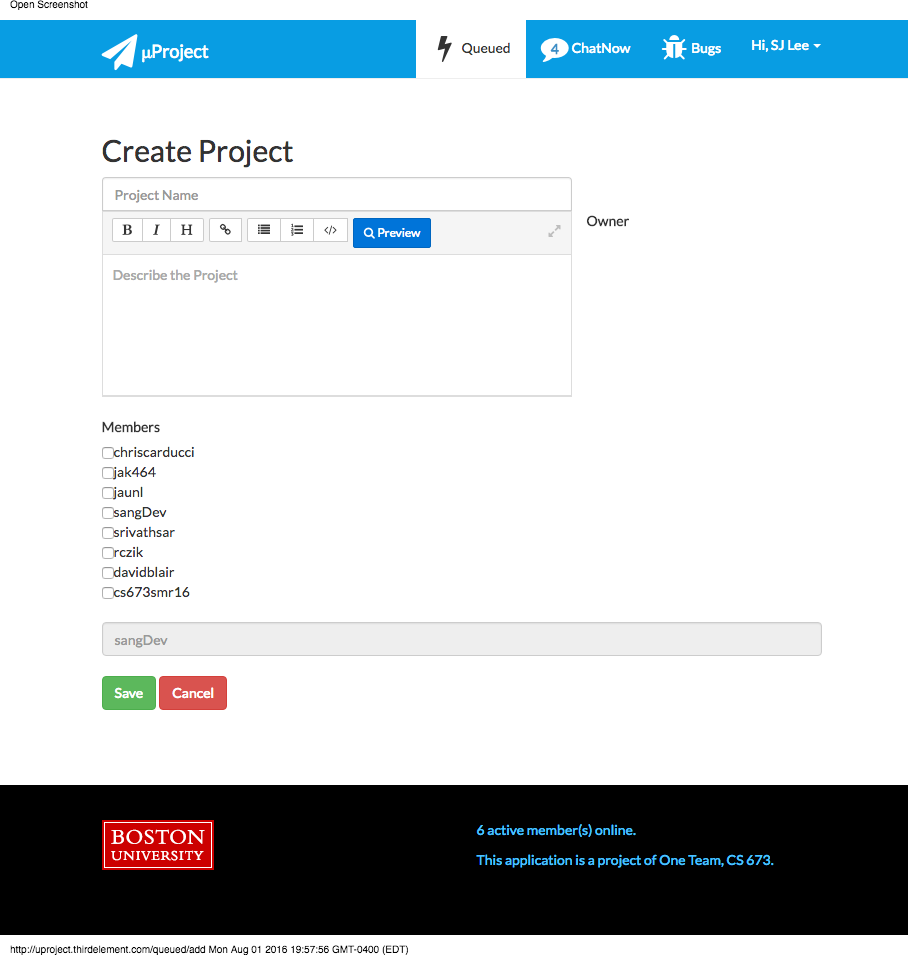 Open Screenshot
µProject
Queued
4 ChatNow
Bugs
Hi, SJ Lee
Create Project
Project Name
Owner
B I H </> Preview
Describe the Project
Members
chriscarducci
jak464
jaunl
sangDev
srivathsar
rczik
davidblair
cs673smr16
sangDev
Save Cancel
BOSTON
UNIVERSITY
6 active member(s) online.
This application is a project of One Team, CS 673.
http://uproject.thirdelement.com/queued/add Mon Aug 01 2016 19:57:56 GMT-0400 (EDT)